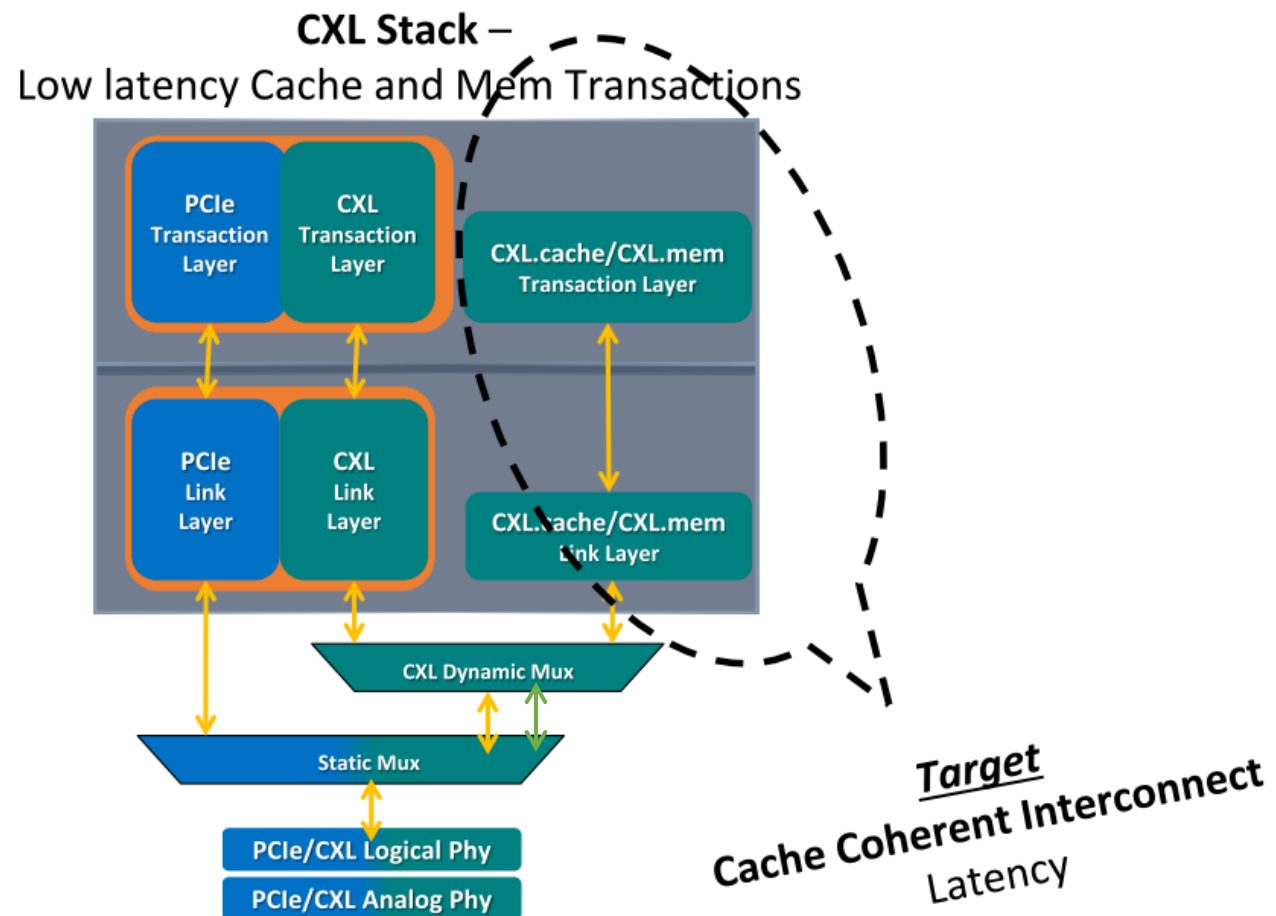 CXL Stack –
Low latency Cache and Mem Transactions
PCIe
Transaction
Layer
CXL
Transaction
Layer
CXL.cache/CXL.mem
Transaction Layer
PCIe
Link
Layer
CXL
Link
Layer
CXL.cache/CXL.mem
Link Layer
CXL Dynamic Mux
Static Mux
PCIe/CXL Logical Phy
PCIe/CXL Analog Phy
Target
Cache Coherent Interconnect
Latency